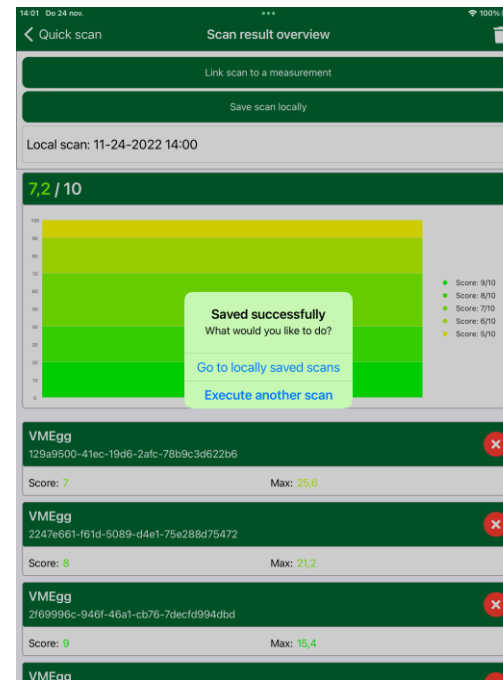 14:01 Do 24 nov.
100%
Quick scan
Scan result overview
Link scan to a measurement
Save scan locally
Local scan: 11-24-2022 14:00
7,2 / 10
100
90
80
70
60
50
40
30
20
10
0
Score: 9/10
Score: 8/10
Score: 7/10
Score: 6/10
Score: 5/10
Saved successfully
What would you like to do?
Go to locally saved scans
Execute another scan
VMEgg
129a9500-41ec-19d6-2afc-78b9c3d622b6
Score: 7 Max: 25,6
VMEgg
2247e661-f61d-5089-d4e1-75e288d75472
Score: 8 Max: 21,2
VMEgg
2f69996c-946f-46a1-cb76-7decfd994dbd
Score: 9 Max: 15,4
VMEgg